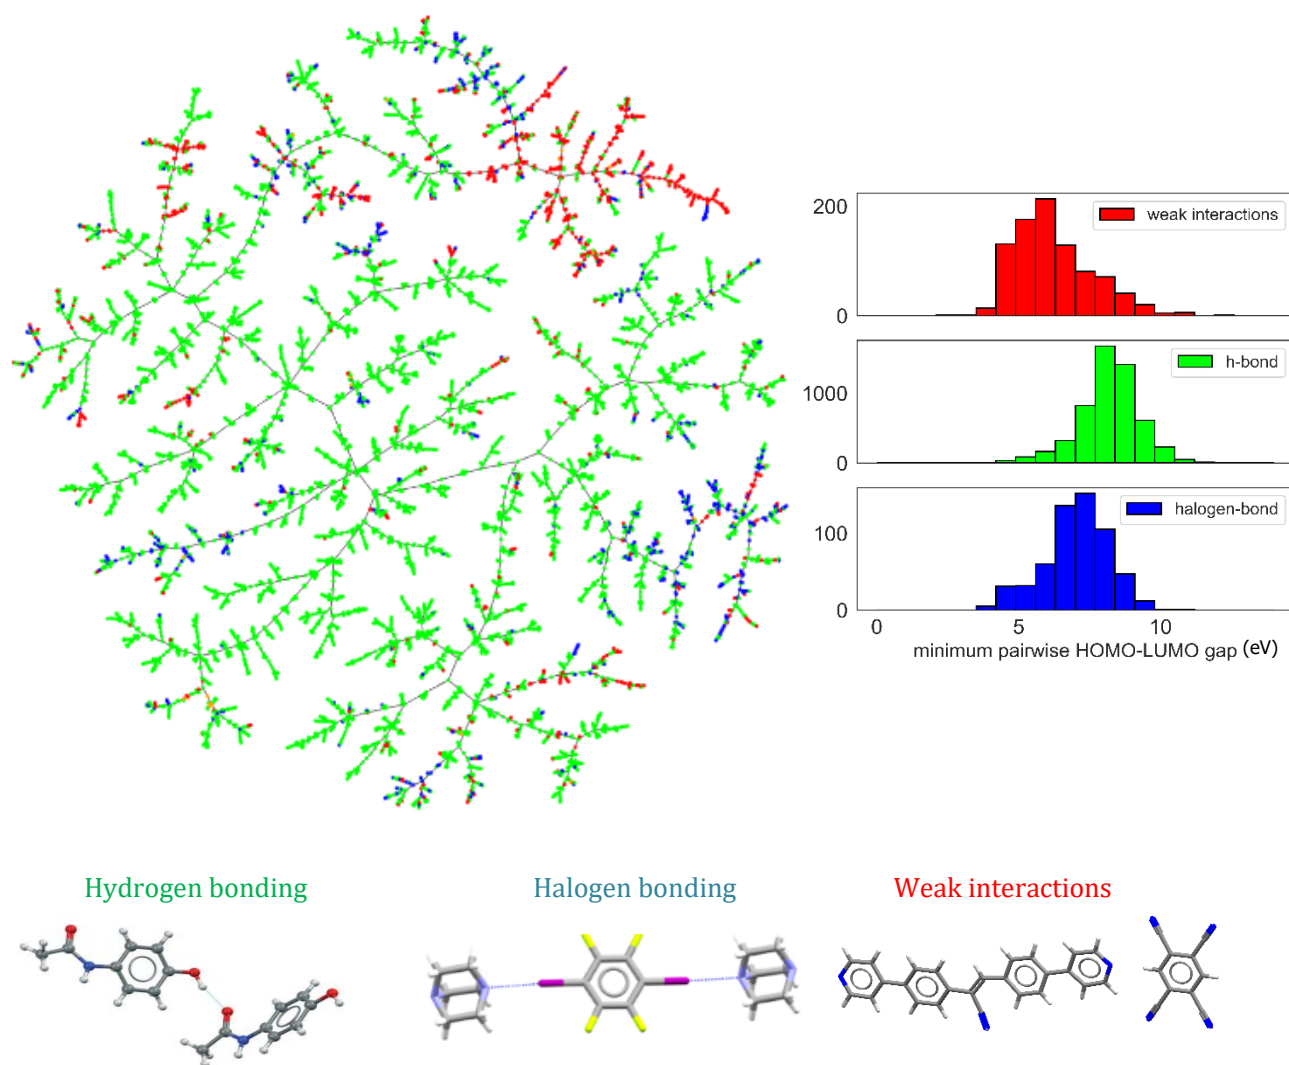 200
0
weak interactions
1000
0
h-bond
100
0
halogen-bond
0 5 10
minimum pairwise HOMO-LUMO gap (eV)
Hydrogen bonding
Halogen bonding
Weak interactions